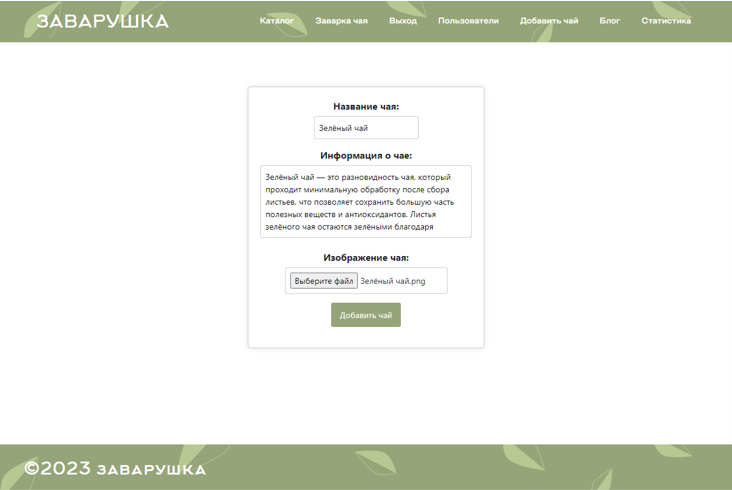 ЗАВАРУШКА
Каталог Заварка чая Выход Пользователи Добавить чай Блог Статистика
Название чая:
Зелёный чай
Информация о чае:
Зелёный чай — это разновидность чая, который
проходит минимальную обработку после сбора
листьев, что позволяет сохранить большую часть
полезных веществ и антиоксидантов. Листья
зелёного чая остаются зелёными благодаря
Изображение чая:
Выберите файл Зелёный чай.png
Добавить чай
©2023 ЗАВАРУШКА